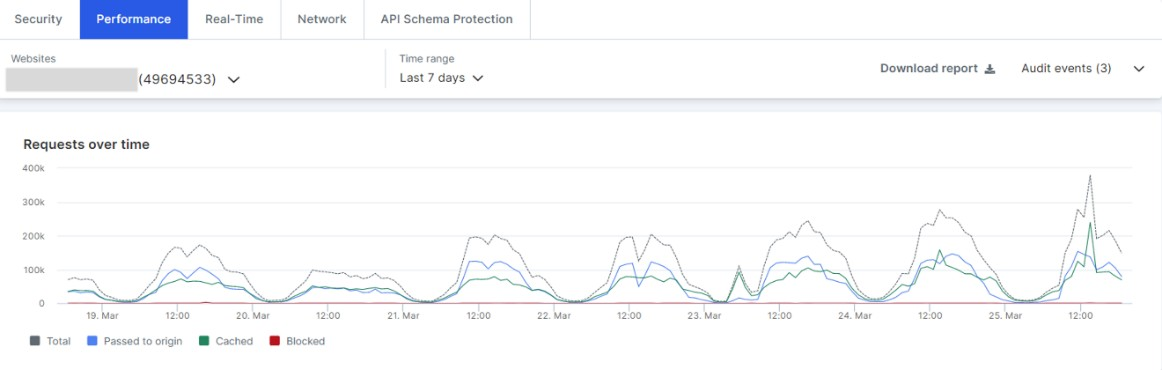 Security Performance Real-Time Network API Schema Protection
Websites Time range
(49694533) Last 7 days Download report Audit events (3)
Requests over time
400k
300k
200k
100k
0
19. Mar 12:00 20. Mar 12:00 21. Mar 12:00 22. Mar 12:00 23. Mar 12:00 24. Mar 12:00 25. Mar 12:00
Total Passed to origin Cached Blocked